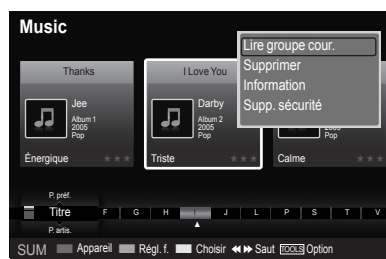 Music
Lire groupe cour.
Supprimer
Information
Supp. sécurité
Thanks
I Love You
Jee
Album 1
2005
Pop
Énergique
Darby
Album 2
2005
Pop
Triste
2005
Pop
Calme
P. préf.
Titre F G H I J L P S T V
P. artis.
SUM Appareil Régl. f. Choisir Saut TOOLS Option